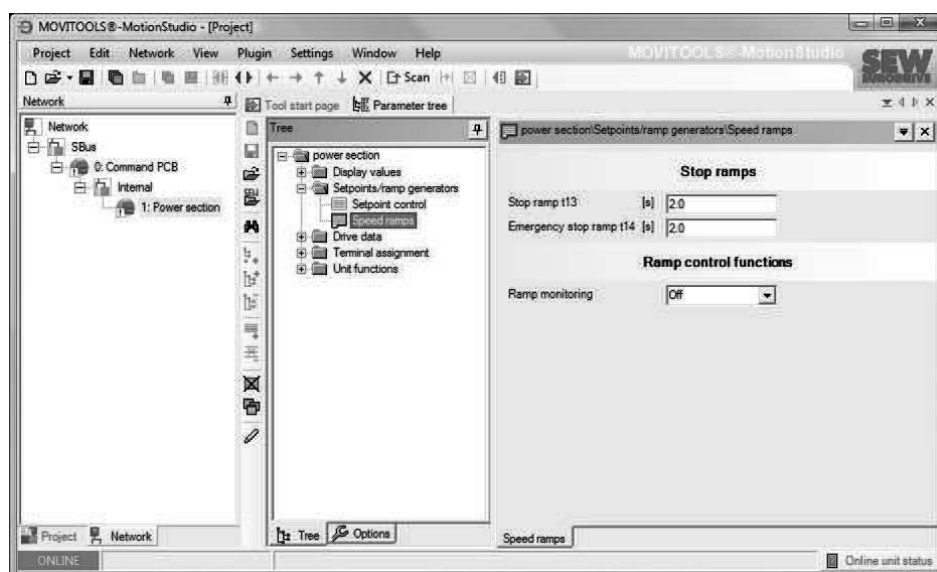 MOVITOOLS®-MotionStudio - [Project]
Project Edit Network View Plugin Settings Window Help
MOVITOOLS®-MotionStudio
SEW
EURODRIVE
Scan
Network
Tool start page Parameter tree
Network
SBus
0: Command PCB
Internal
1: Power section
Tree
power section
Display values
Setpoints/ramp generators
Setpoint control
Speed ramps
Drive data
Terminal assignment
Unit functions
power section\Setpoints/ramp generators\Speed ramps
Stop ramps
Stop ramp t13 [s] 2.0
Emergency stop ramp t14 [s] 2.0
Ramp control functions
Ramp monitoring Off
Project Network
Tree Options
Speed ramps
ONLINE
Online unit status